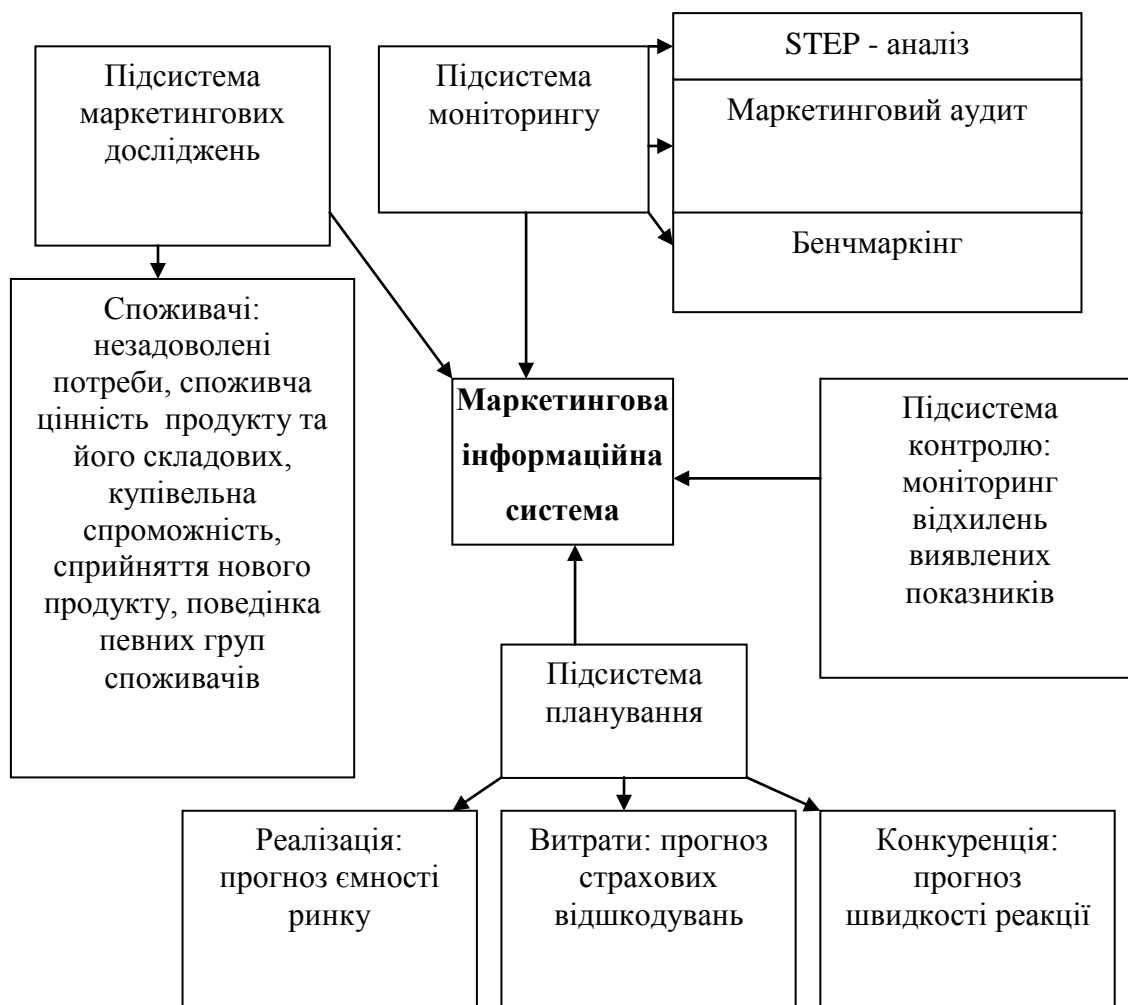 Підсистема
маркетингових
досліджень
Підсистема
моніторингу
STEP - аналіз
Маркетинговий аудит
Бенчмаркінг
Споживачі:
незадоволені
потреби, споживча
цінність продукту та
його складових,
купівельна
спроможність,
сприйняття нового
продукту, поведінка
певних груп
споживачів
Маркетингова
інформаційна
система
Підсистема
контролю:
моніторинг
відхилень
виявлених
показників
Підсистема
планування
Реалізація:
прогноз ємності
ринку
Витрати: прогноз
страхових
відшкодувань
Конкуренція:
прогноз
швидкості реакції